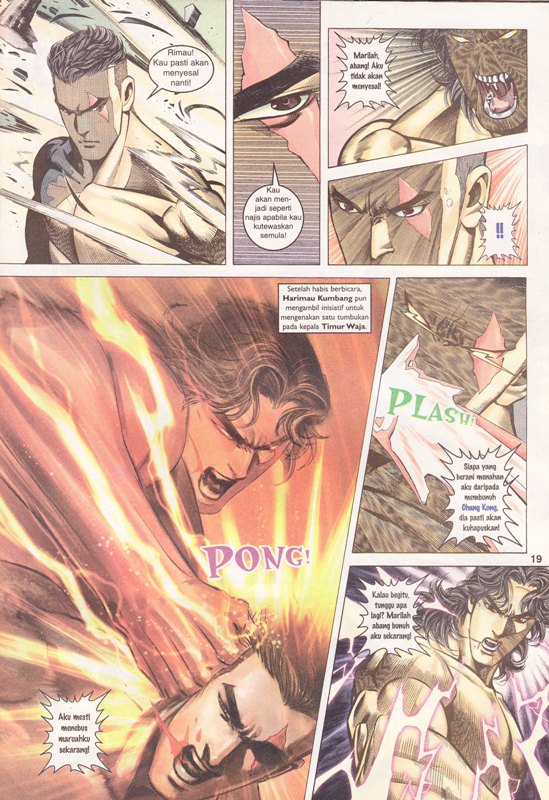 Rimau!
Kau pasti akan
menyesal
nanti!
Kau
akan men-
jadi seperti
najis apabila kau
kutewaskan
semula!
Marilah,
abang! Aku
tidak akan
menyesal!
!!
Setelah habis berbicara,
Harimau Kumbang pun
mengambil inisiatif untuk
mengenakan satu tumbukan
pada kepala Timur Waja.
PONG!
Aku mesti
menebus
maruahku
sekarang!
PLASH!
Siapa yang
berani menahan
aku daripada
membunuh
Chang Kong,
dia pasti akan
kuhapuskan!
19
Kalau begitu,
tunggu apa
lagi? Marilah
abang bunuh
aku sekarang!